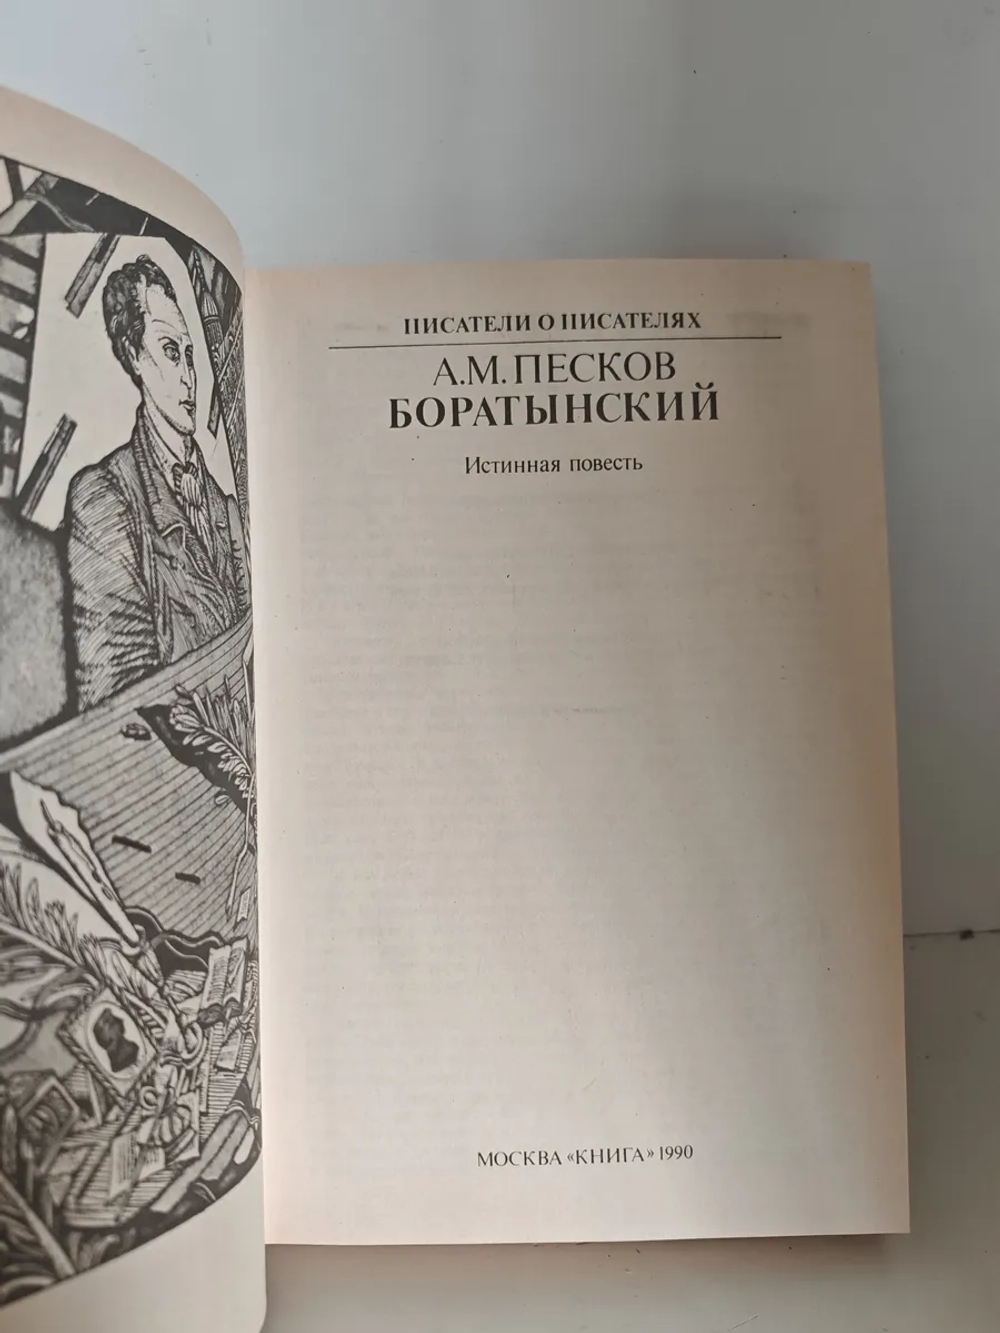 ПИСАТЕЛИ О ПИСАТЕЛЯХ
А.М. ПЕСКОВ
БОРАТЫНСКИЙ
Истинная повесть
МОСКВА «КНИГА» 1990